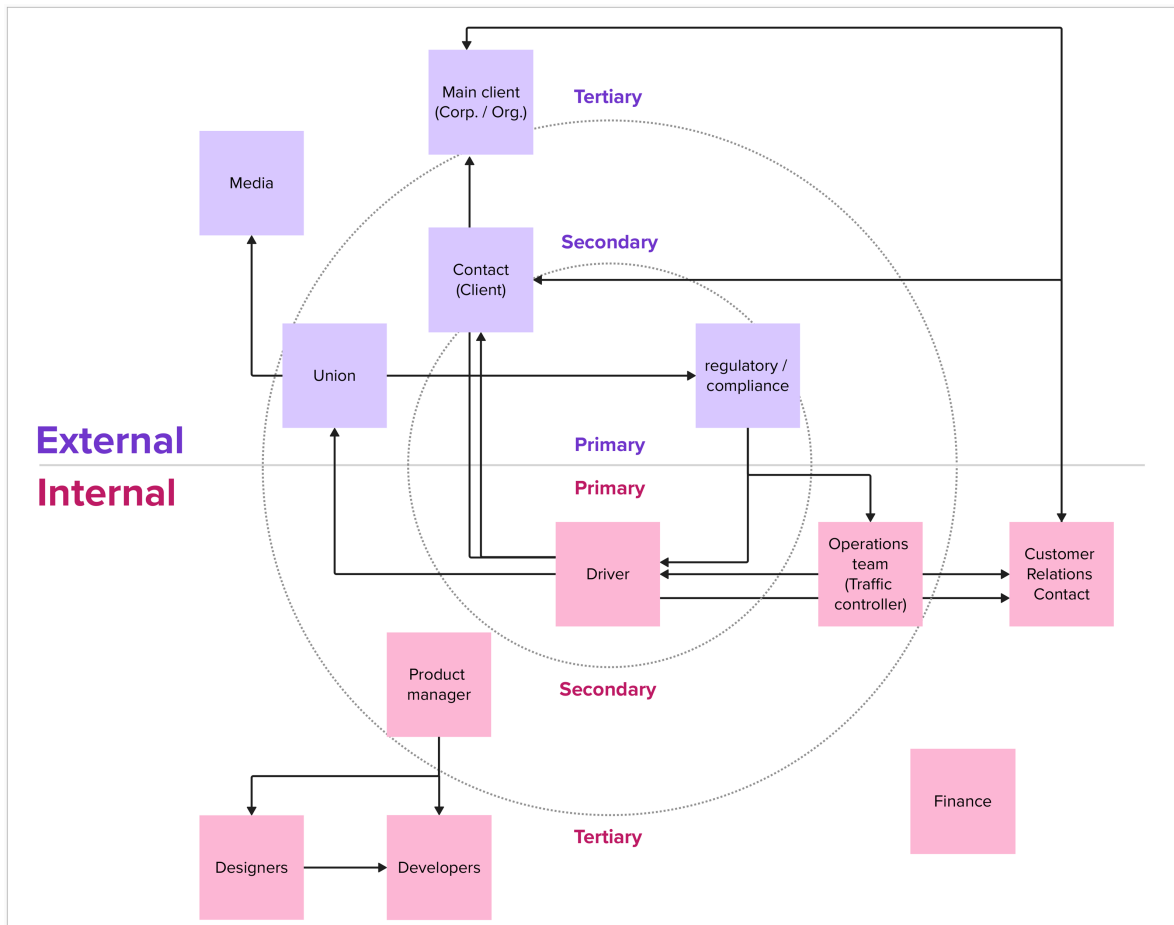 Main client
(Corp. / Org.)
Tertiary
Media
Secondary
Contact
(Client)
Union
regulatory /
compliance
External
Primary
Internal
Primary
Driver
Operations
team
(Traffic
controller)
Customer
Relations
Contact
Product
manager
Secondary
Finance
Tertiary
Designers
Developers